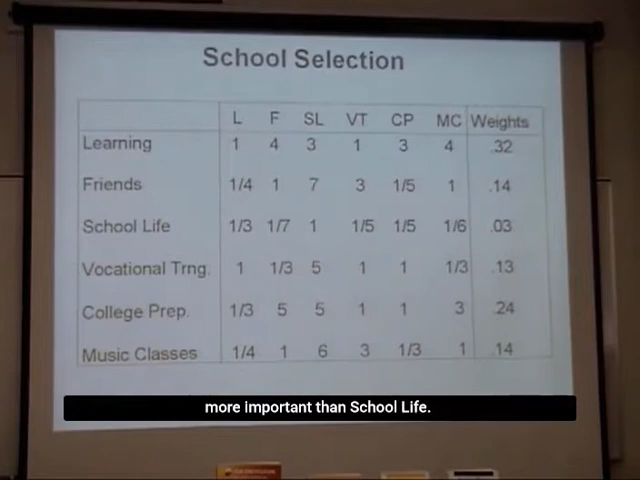 School Selection
L F SL VT CP MC Weights
Learning 1 4 3 1 3 4 .32
Friends 1/4 1 7 3 1/5 1 .14
School Life 1/3 1/7 1 1/5 1/5 1/6 .03
Vocational Trng. 1 1/3 5 1 1 1/3 .13
College Prep. 1/3 5 5 1 1 3 .24
Music Classes 1/4 1 6 3 1/3 1 .14
more important than School Life.